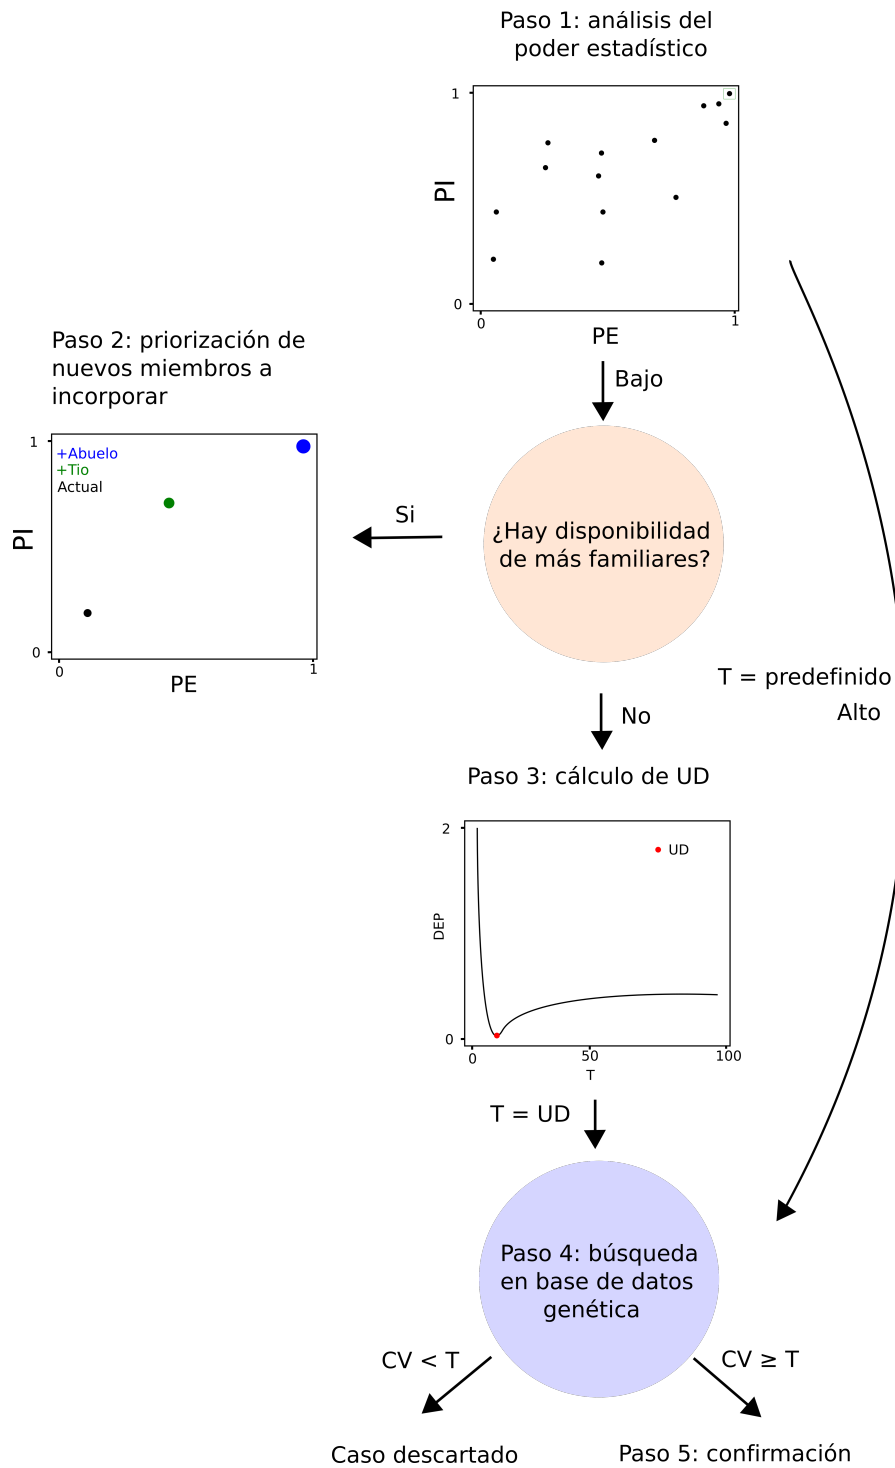 Paso 1: análisis del
poder estadístico
1
PI
0
0
1
PE
Bajo
Paso 2: priorización de
nuevos miembros a
incorporar
1
+Abuelo
+Tio
Actual
PI
0
0
1
PE
Si
¿Hay disponibilidad
de más familiares?
T = predefinido
Alto
No
Paso 3: cálculo de UD
2
UD
DEP
0
0
50
100
T
T = UD
Paso 4: búsqueda
en base de datos
genética
CV < T
CV ≥ T
Caso descartado
Paso 5: confirmación